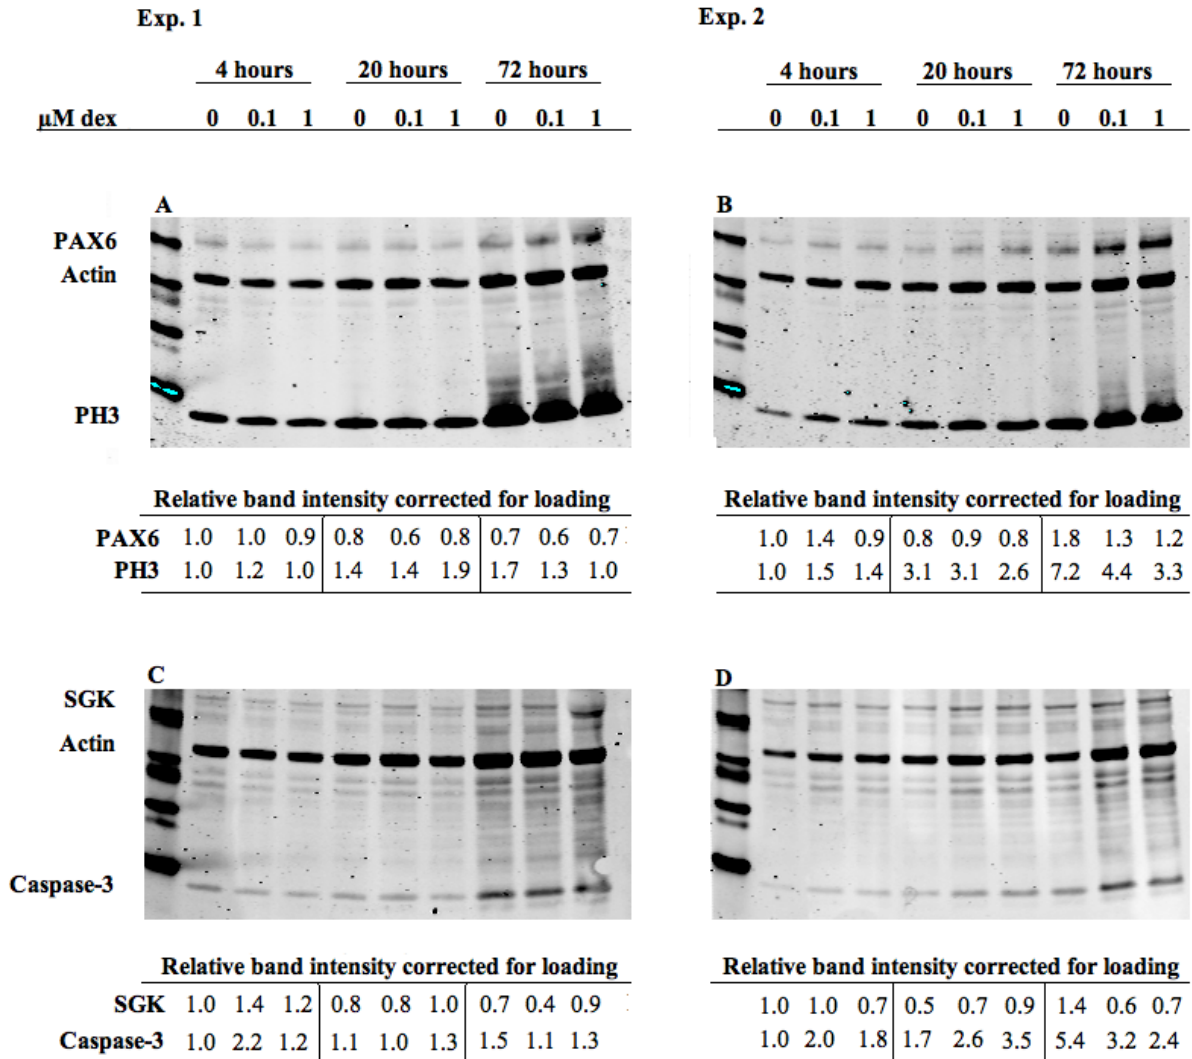 Exp. 1 Exp. 2
4 hours 20 hours 72 hours 4 hours 20 hours 72 hours
µM dex 0 0.1 1 0 0.1 1 0 0.1 1 0 0.1 1 0 0.1 1 0 0.1 1
A B
PAX6
Actin
PH3
Relative band intensity corrected for loading Relative band intensity corrected for loading
PAX6 1.0 1.0 0.9 0.8 0.6 0.8 0.7 0.6 0.7 1.0 1.4 0.9 0.8 0.9 0.8 1.8 1.3 1.2
PH3 1.0 1.2 1.0 1.4 1.4 1.9 1.7 1.3 1.0 1.0 1.5 1.4 3.1 3.1 2.6 7.2 4.4 3.3
C D
SGK
Actin
Caspase-3
Relative band intensity corrected for loading Relative band intensity corrected for loading
SGK 1.0 1.4 1.2 0.8 0.8 1.0 0.7 0.4 0.9 1.0 1.0 0.7 0.5 0.7 0.9 1.4 0.6 0.7
Caspase-3 1.0 2.2 1.2 1.1 1.0 1.3 1.5 1.1 1.3 1.0 2.0 1.8 1.7 2.6 3.5 5.4 3.2 2.4